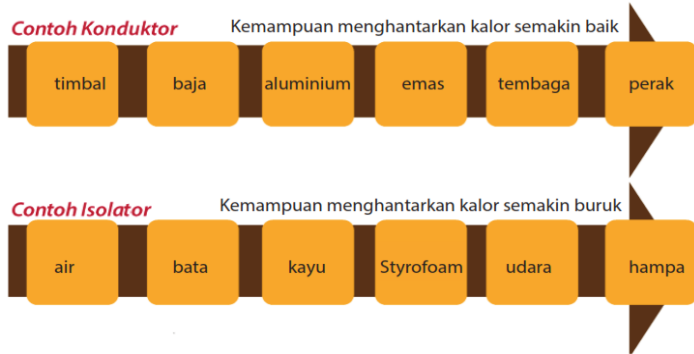 Contoh Konduktor Kemampuan menghantarkan kalor semakin baik
timbal baja aluminium emas tembaga perak
Contoh Isolator Kemampuan menghantarkan kalor semakin buruk
air bata kayu Styrofoam udara hampa